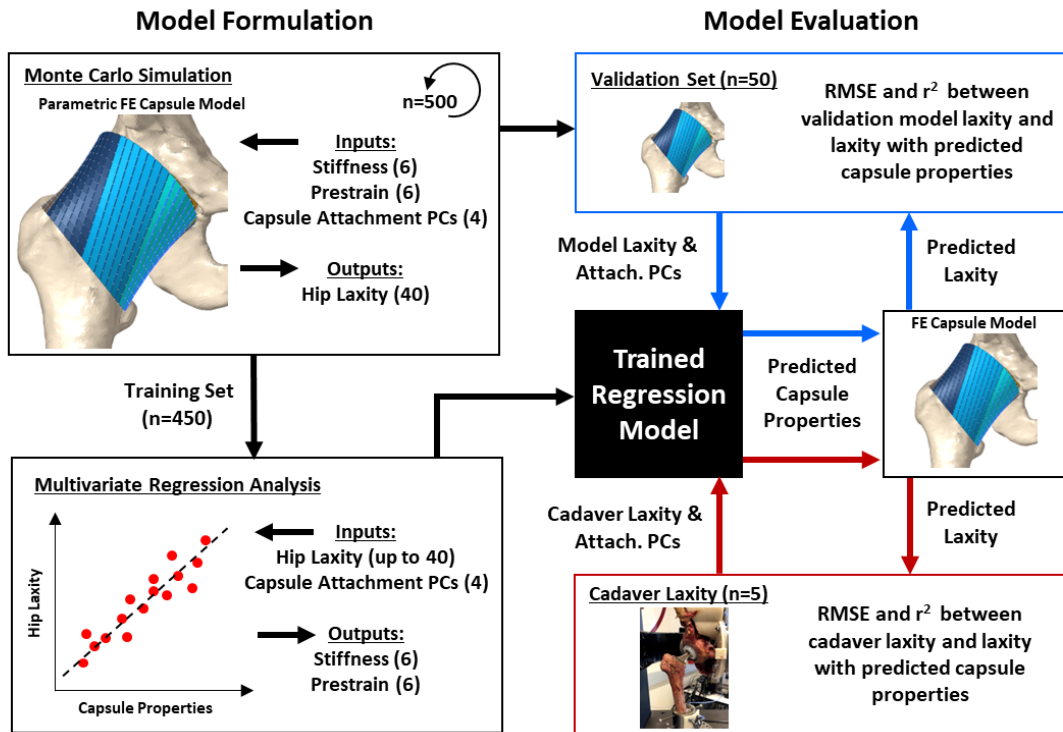 Model Formulation
Monte Carlo Simulation
Parametric FE Capsule Model
n=500
Inputs:
Stiffness (6)
Prestrain (6)
Capsule Attachment PCs (4)
Outputs:
Hip Laxity (40)
Training Set
(n=450)
Multivariate Regression Analysis
Hip Laxity
Capsule Properties
Inputs:
Hip Laxity (up to 40)
Capsule Attachment PCs (4)
Outputs:
Stiffness (6)
Prestrain (6)
Model Evaluation
Validation Set (n=50)
RMSE and r² between
validation model laxity and
laxity with predicted
capsule properties
Model Laxity &
Attach. PCs
Predicted
Laxity
Trained
Regression
Model
Predicted
Capsule
Properties
FE Capsule Model
Cadaver Laxity &
Attach. PCs
Predicted
Laxity
Cadaver Laxity (n=5)
RMSE and r² between
cadaver laxity and laxity
with predicted capsule
properties